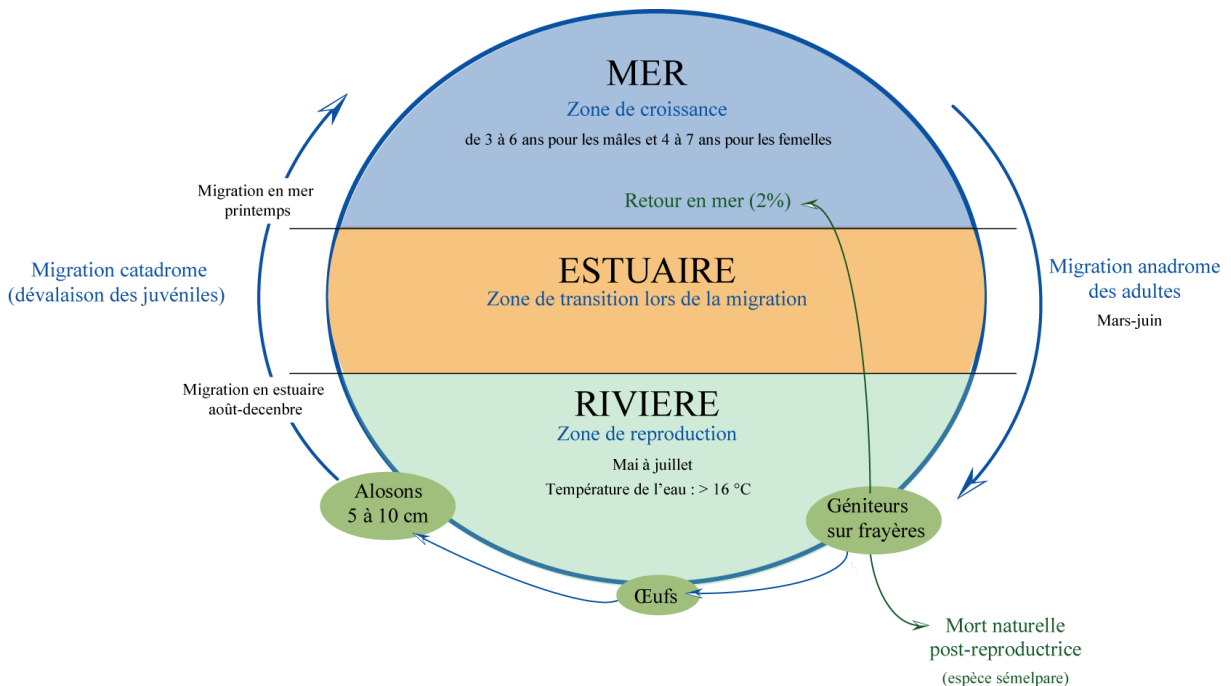 MER
Zone de croissance
de 3 à 6 ans pour les mâles et 4 à 7 ans pour les femelles
Migration en mer
printemps
Retour en mer (2%)
Migration catadrome
(dévalaison des juvéniles)
ESTUAIRE
Zone de transition lors de la migration
Migration anadrome
des adultes
Mars-juin
Migration en estuaire
août-decenbre
RIVIERE
Zone de reproduction
Mai à juillet
Température de l'eau : > 16 °C
Alosons
5 à 10 cm
Géniteurs
sur frayères
Œufs
Mort naturelle
post-reproductrice
(espèce sémelpare)